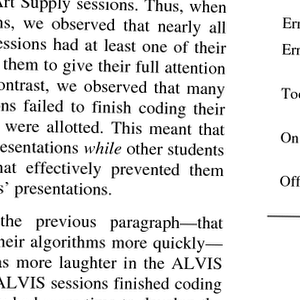 Art Supply sessions. Thus, when
ns, we observed that nearly all
essions had at least one of their
them to give their full attention
ontrast, we observed that many
ons failed to finish coding their
were allotted. This meant that
esentations while other students
hat effectively prevented them
s' presentations.
the previous paragraph—that
heir algorithms more quickly—
as more laughter in the ALVIS
ALVIS sessions finished coding
Err
Err
Too
On
Off